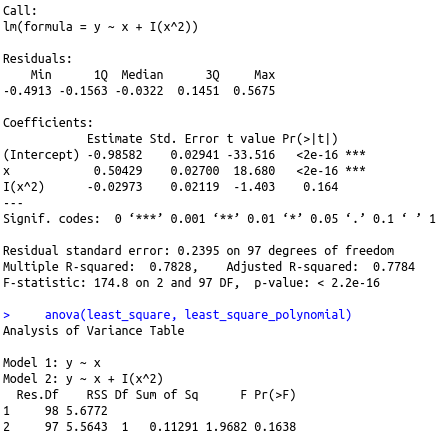 Call:
lm(formula = y ~ x + I(x^2))

Residuals:
    Min      1Q  Median      3Q     Max
-0.4913 -0.1563 -0.0322  0.1451  0.5675

Coefficients:
            Estimate Std. Error t value Pr(>|t|)
(Intercept) -0.98582    0.02941 -33.516   <2e-16 ***
x            0.50429    0.02700  18.680   <2e-16 ***
I(x^2)      -0.02973    0.02119  -1.403    0.164
---
Signif. codes:  0 ‘***’ 0.001 ‘**’ 0.01 ‘*’ 0.05 ‘.’ 0.1 ‘ ’ 1

Residual standard error: 0.2395 on 97 degrees of freedom
Multiple R-squared:  0.7828,    Adjusted R-squared:  0.7784
F-statistic: 174.8 on 2 and 97 DF,  p-value: < 2.2e-16

>     anova(least_square, least_square_polynomial)
Analysis of Variance Table

Model 1: y ~ x
Model 2: y ~ x + I(x^2)
  Res.Df    RSS Df Sum of Sq      F Pr(>F)
1     98 5.6772
2     97 5.5643  1   0.11291 1.9682 0.1638